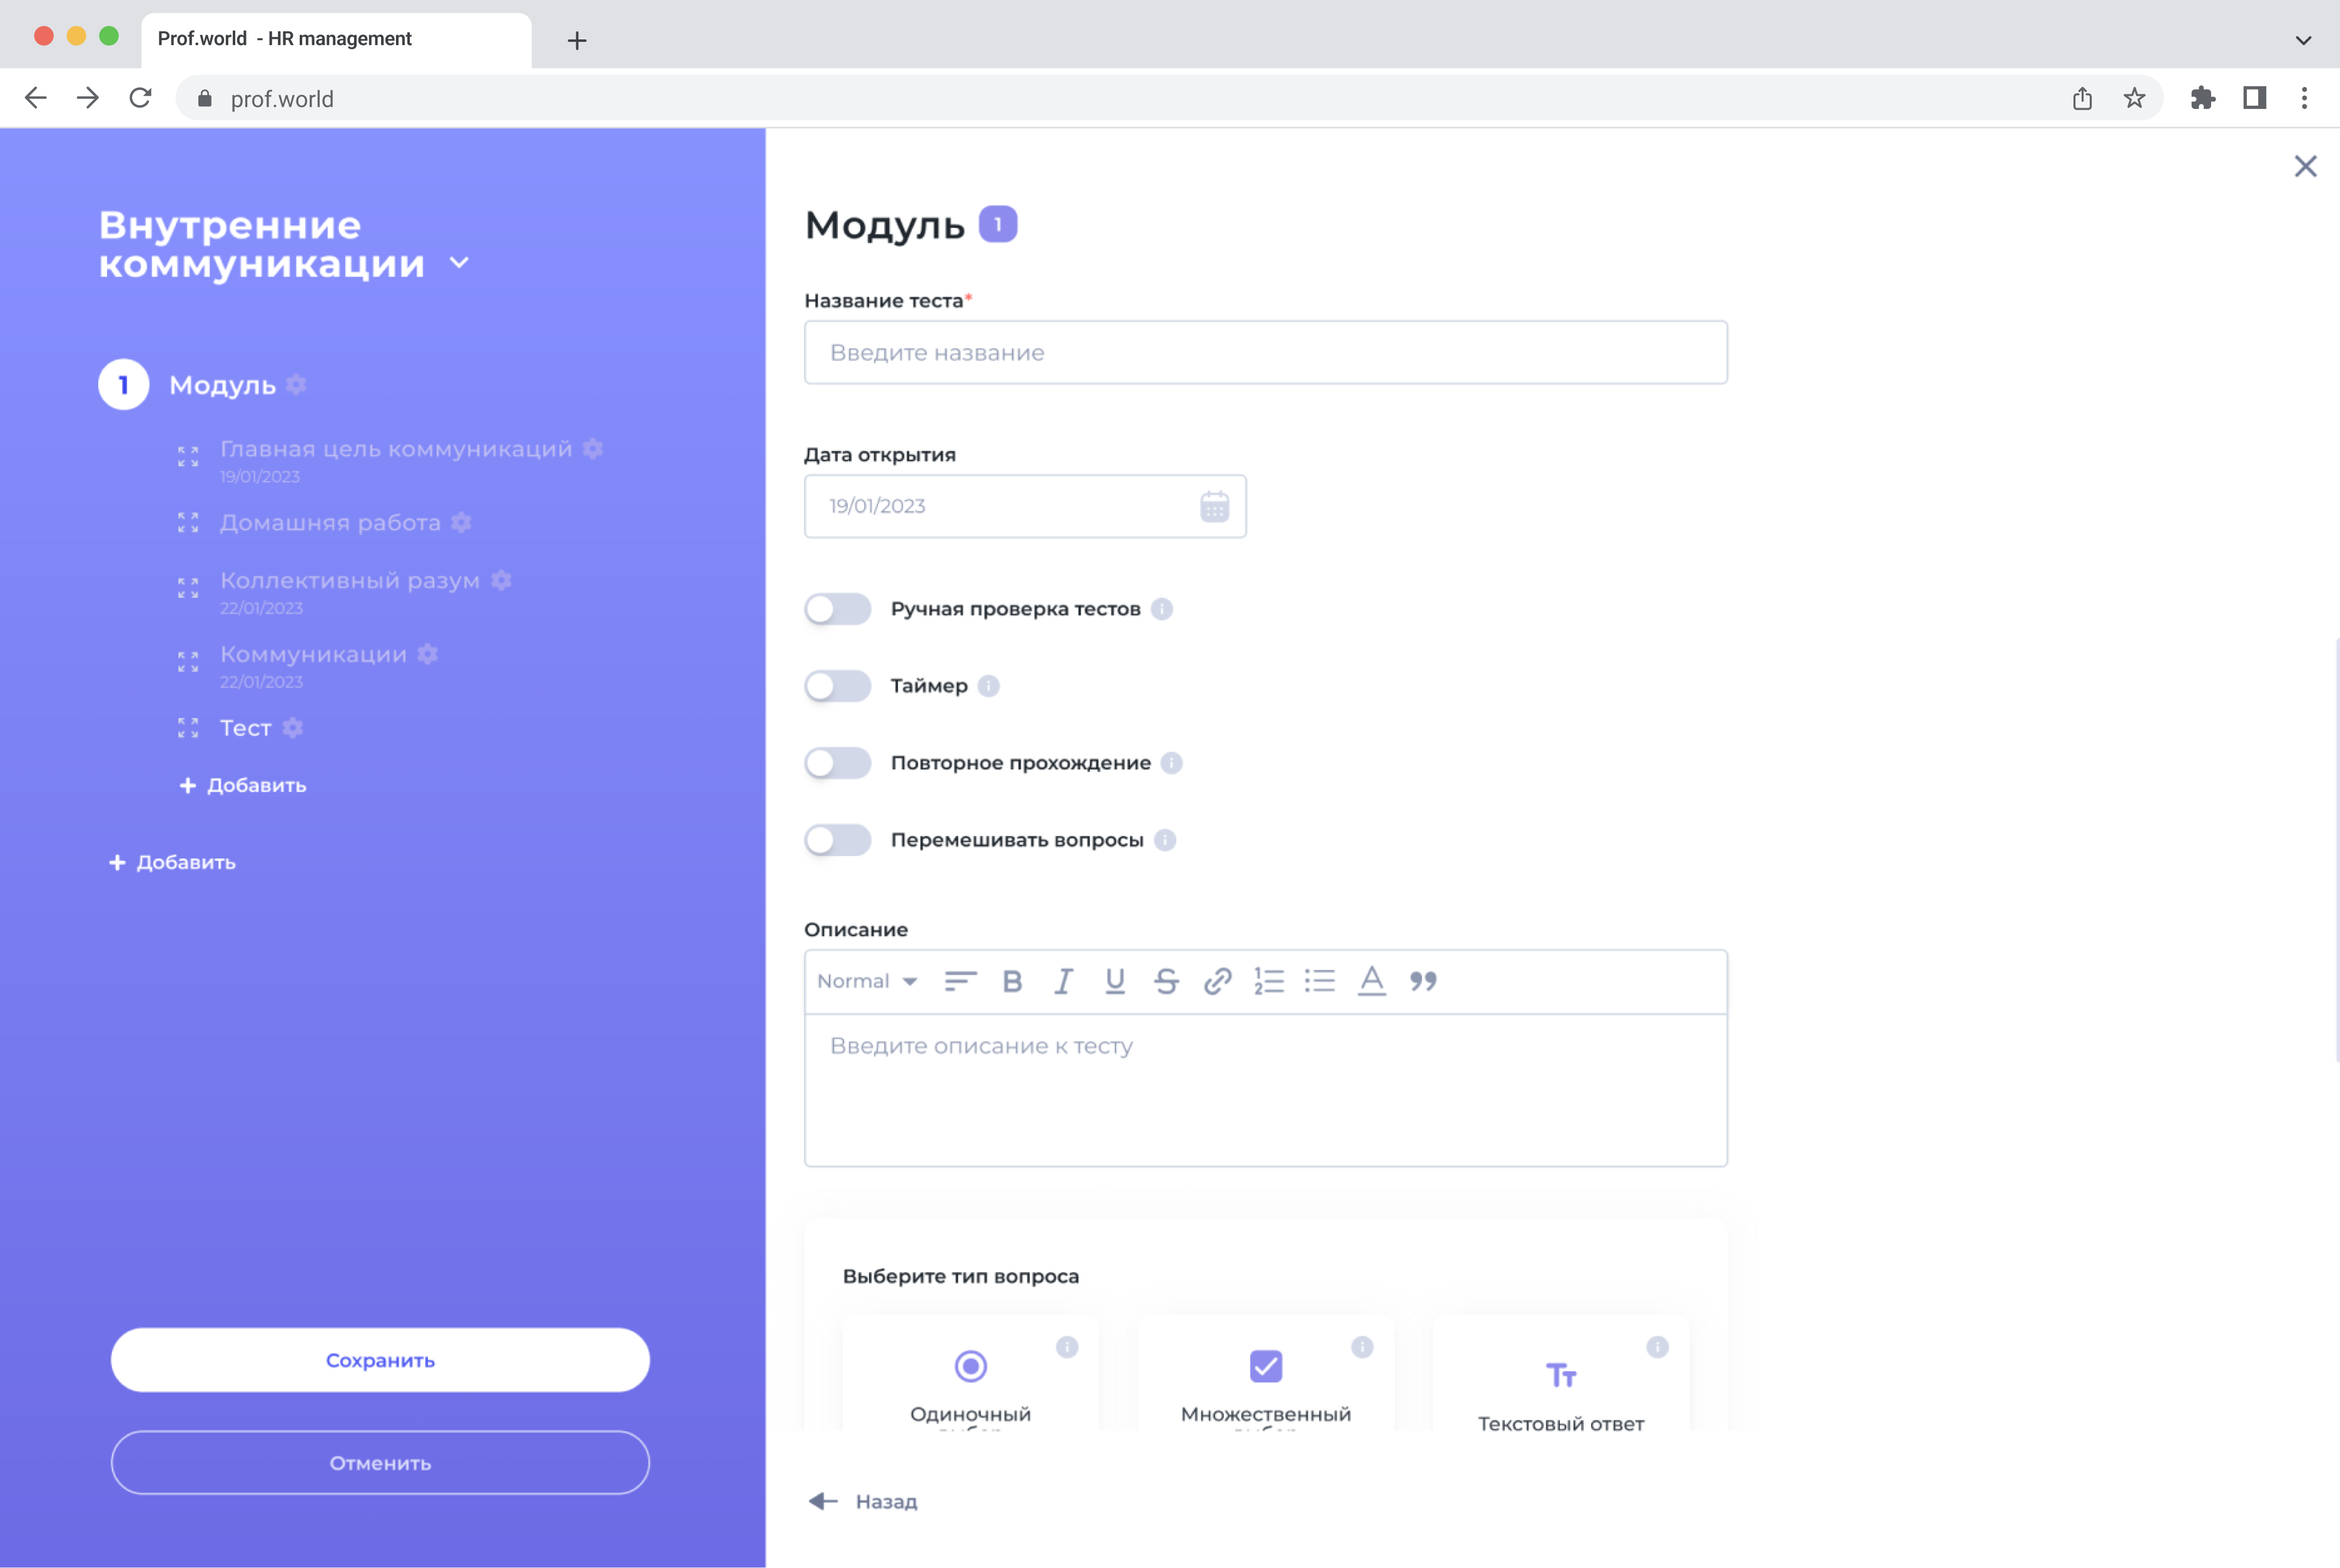 Prof.world - HR management
prof.world
Внутренние
коммуникации
1 Модуль
Главная цель коммуникаций
19/01/2023
Домашняя работа
Коллективный разум
22/01/2023
Коммуникации
22/01/2023
Тест
+ Добавить
+ Добавить
Сохранить
Отменить
Модуль 1
Название теста*
Введите название
Дата открытия
19/01/2023
Ручная проверка тестов
Таймер
Повторное прохождение
Перемешивать вопросы
Описание
Normal
Введите описание к тесту
Выберите тип вопроса
Одиночный
Множественный
Текстовый ответ
Назад